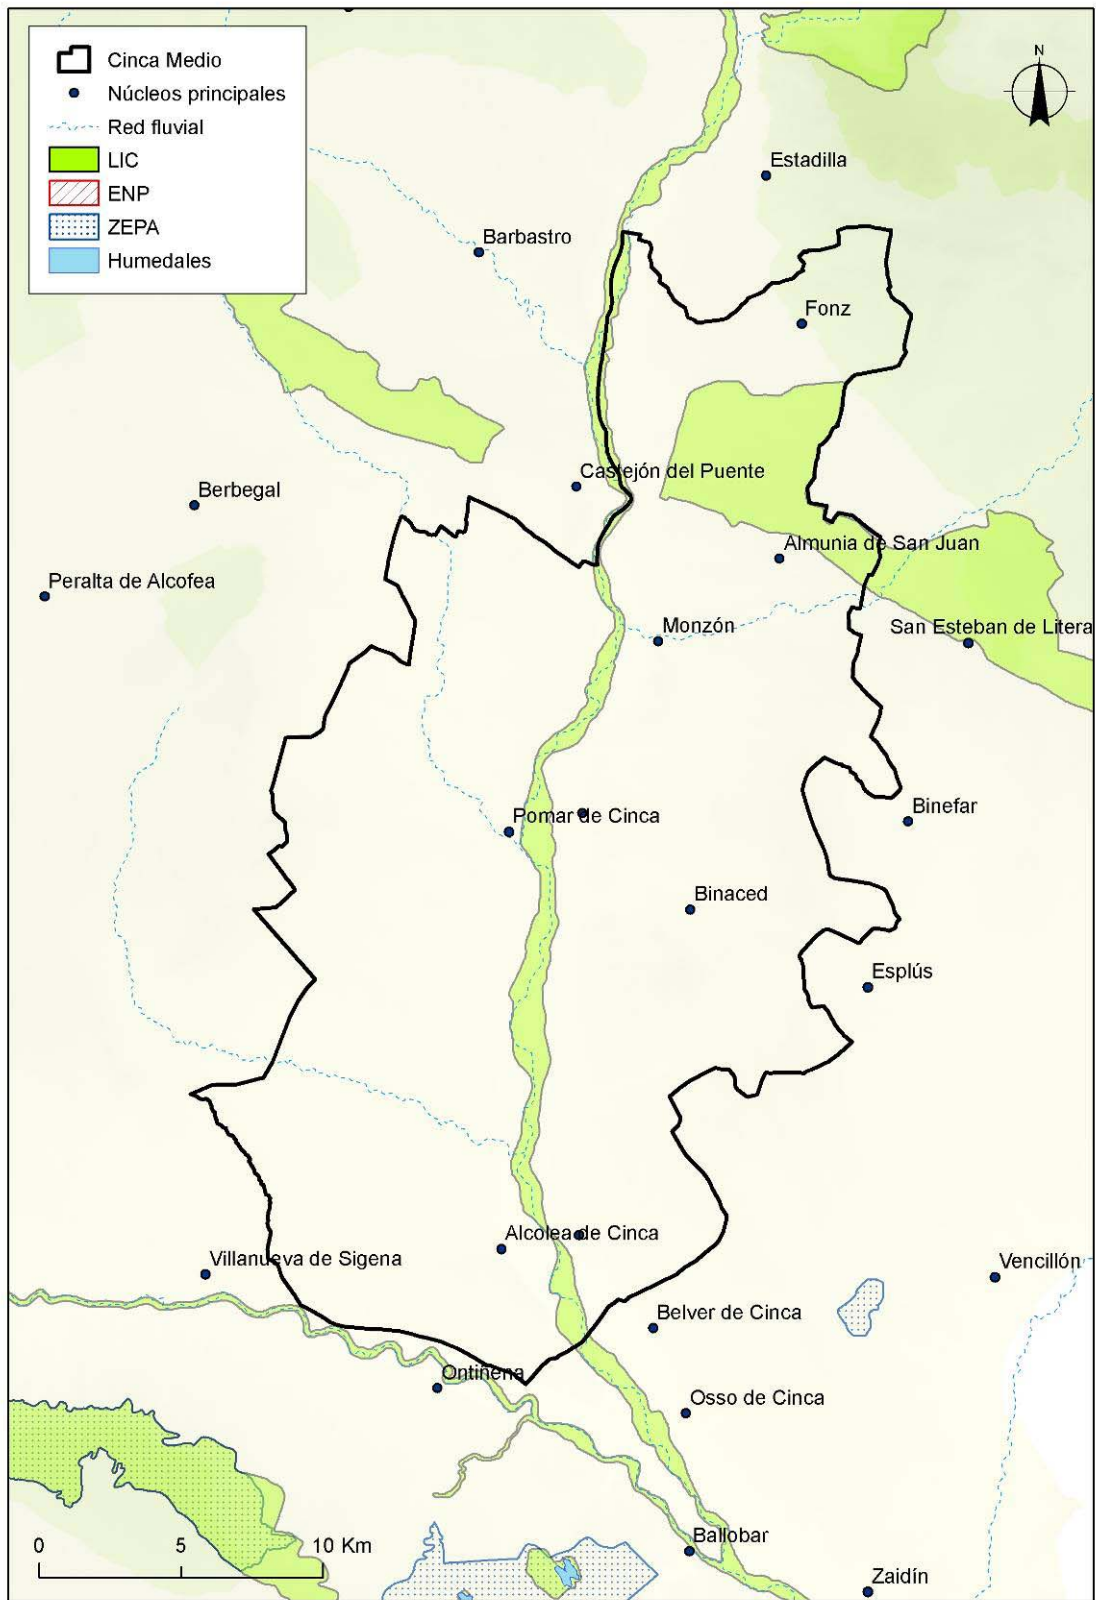 Cinca Medio
Núcleos principales
Red fluvial
LIC
ENP
ZEPA
Humedales
N
Estadilla
Barbastro
Fonz
Castejón del Puente
Berbegal
Almunia de San Juan
Peralta de Alcofea
Monzón
San Esteban de Litera
Binefar
Pomar de Cinca
Binaced
Esplús
Alcolea de Cinca
Villanueva de Sigena
Vencillón
Belver de Cinca
Ontiñena
Osso de Cinca
Ballobar
0 5 10 Km
Zaidín